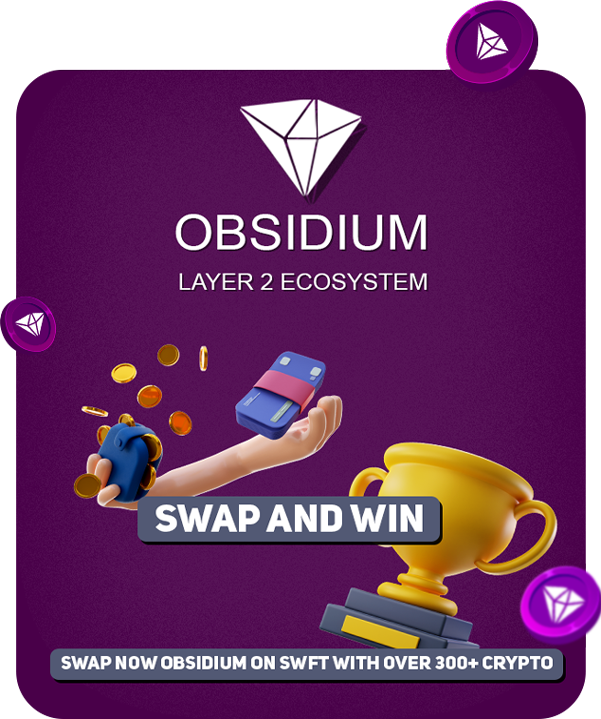 OBSIDIUM
LAYER 2 ECOSYSTEM
SWAP AND WIN
SWAP NOW OBSIDIUM ON SWFT WITH OVER 300+ CRYPTO